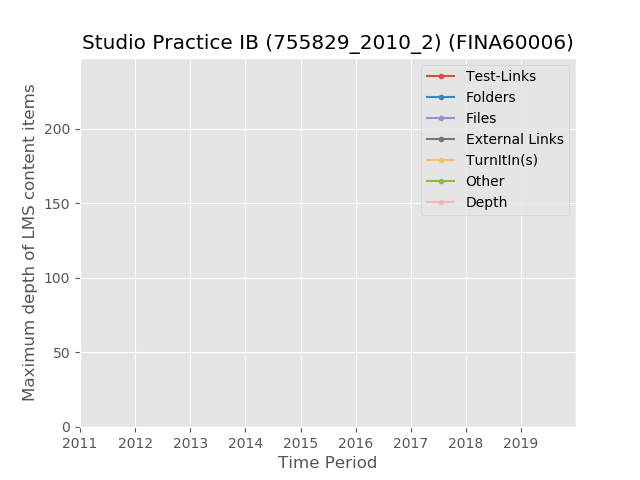 Studio Practice IB (755829_2010_2) (FINA60006)
Maximum depth of LMS content items
200
150
100
50
0
Test-Links
Folders
Files
External Links
TurnItIn(s)
Other
Depth
2011 2012 2013 2014 2015 2016 2017 2018 2019
Time Period